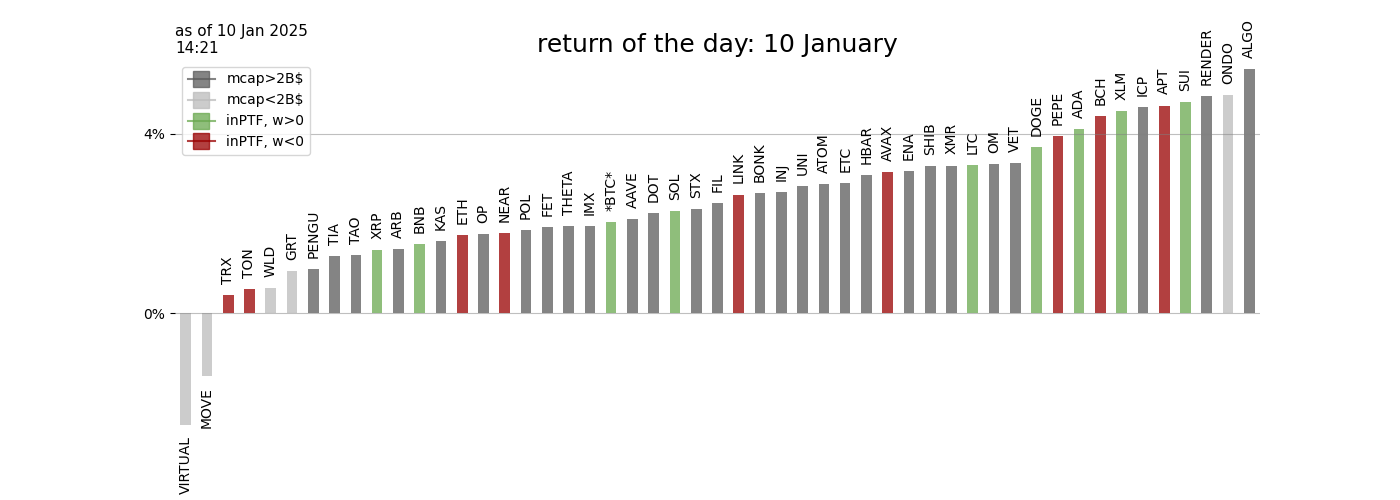 as of 10 Jan 2025
14:21
return of the day: 10 January
mcap>2B$
mcap<2B$
inPTF, w>0
inPTF, w<0
4%
0%
VIRTUAL
MOVE
TRX
TON
WLD
GRT
PENGU
TIA
TAO
XRP
ARB
BNB
KAS
ETH
OP
NEAR
POL
FET
THETA
IMX
*BTC*
AAVE
DOT
SOL
STX
FIL
LINK
BONK
INJ
UNI
ATOM
ETC
HBAR
AVAX
ENA
SHIB
XMR
LTC
OM
VET
DOGE
PEPE
ADA
BCH
XLM
ICP
APT
SUI
RENDER
ONDO
ALGO